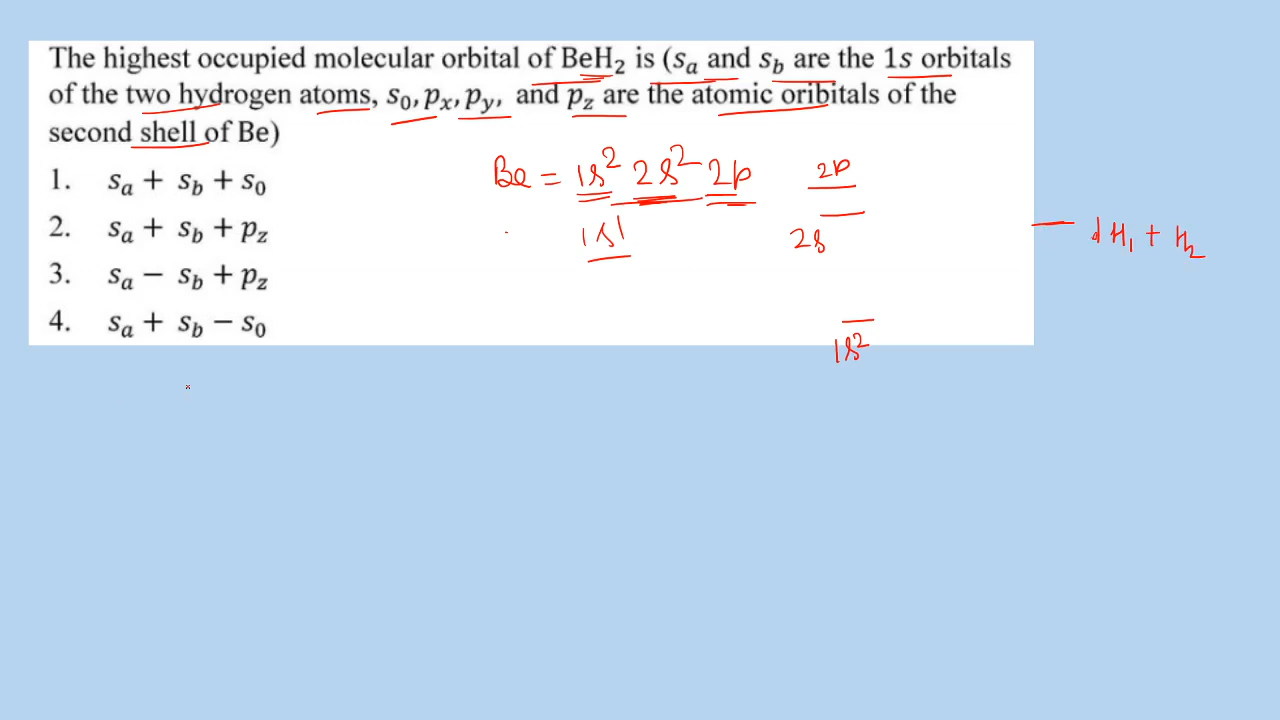 The highest occupied molecular orbital of BeH₂ is (sₐ and s_b are the 1s orbitals
of the two hydrogen atoms, s₀, pₓ, p_y, and p_z are the atomic oribitals of the
second shell of Be)
1. sₐ + s_b + s₀
2. sₐ + s_b + p_z
3. sₐ − s_b + p_z
4. sₐ + s_b − s₀
Be = 1s² 2s² 2p
1s¹
2p
2s
1s²
H₁ + H₂